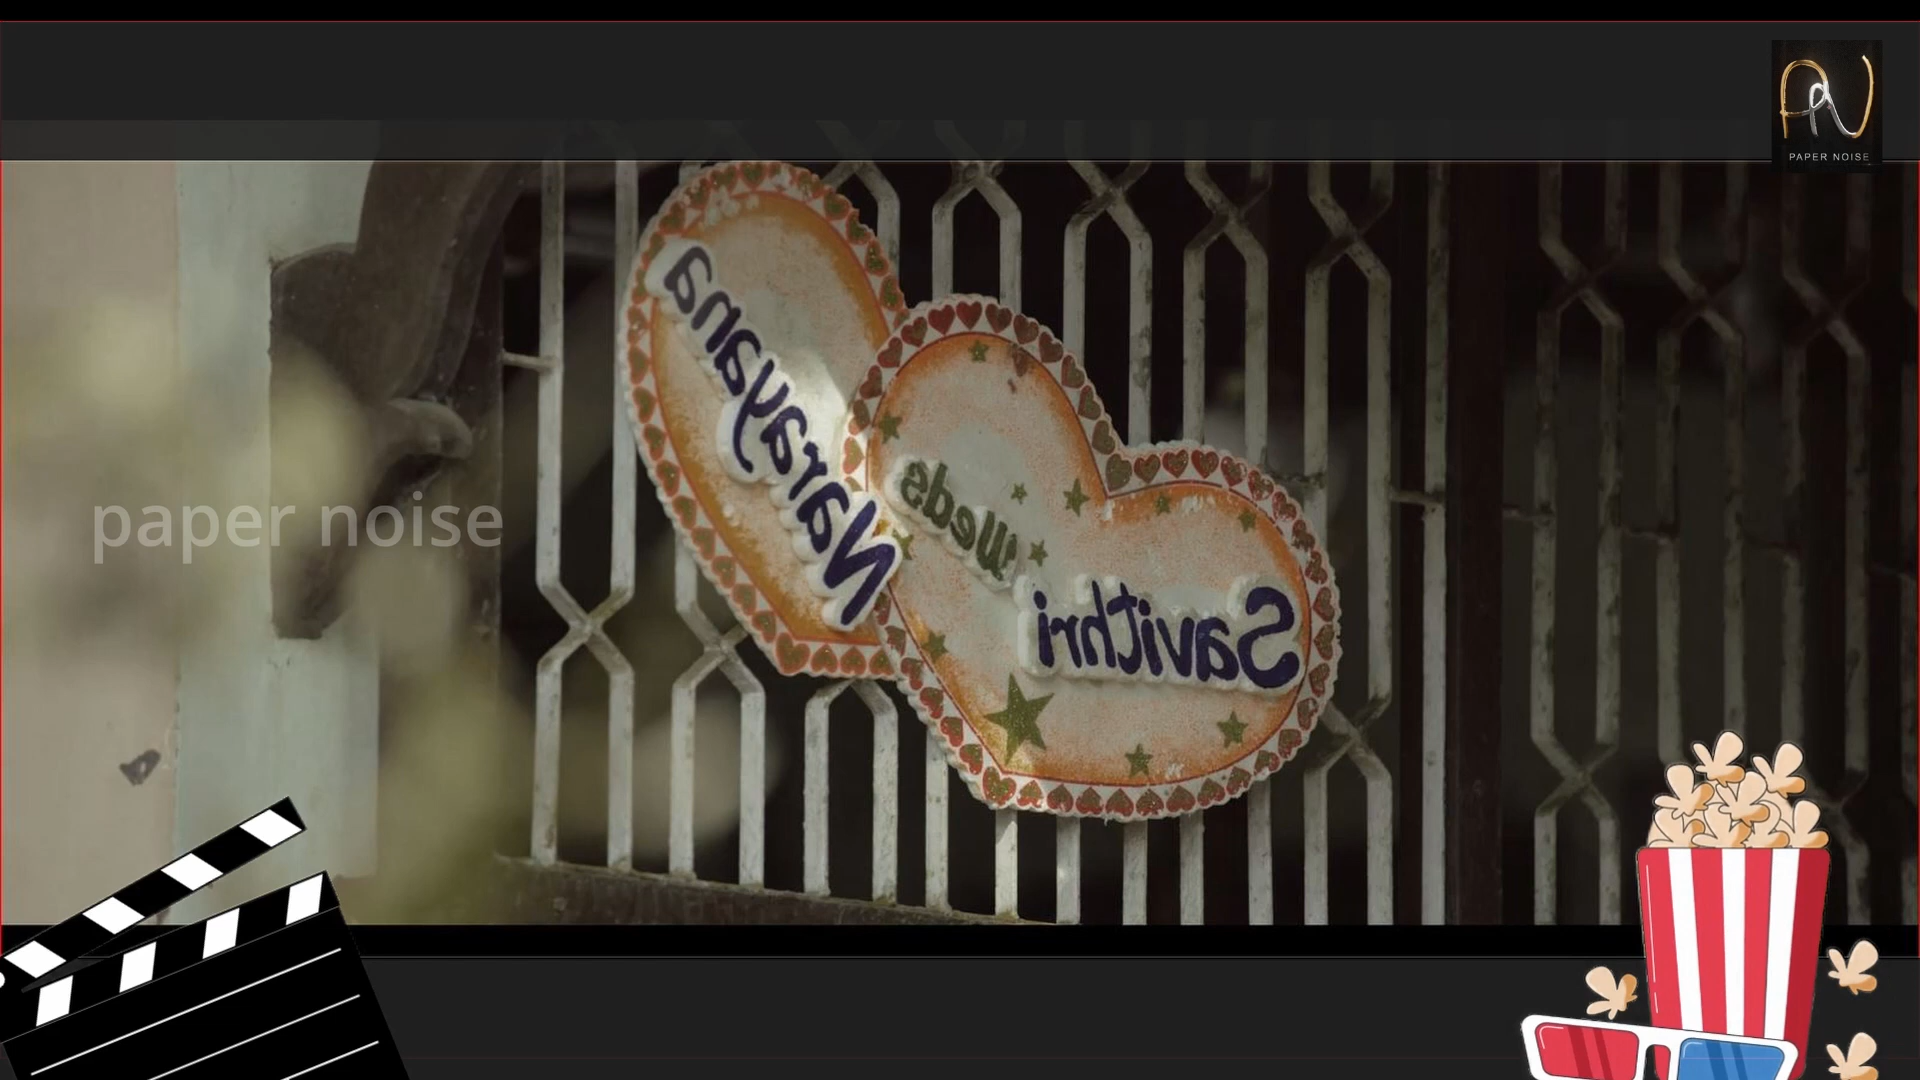 PAPER NOISE
Narayana
Weds
Savithri
paper noise